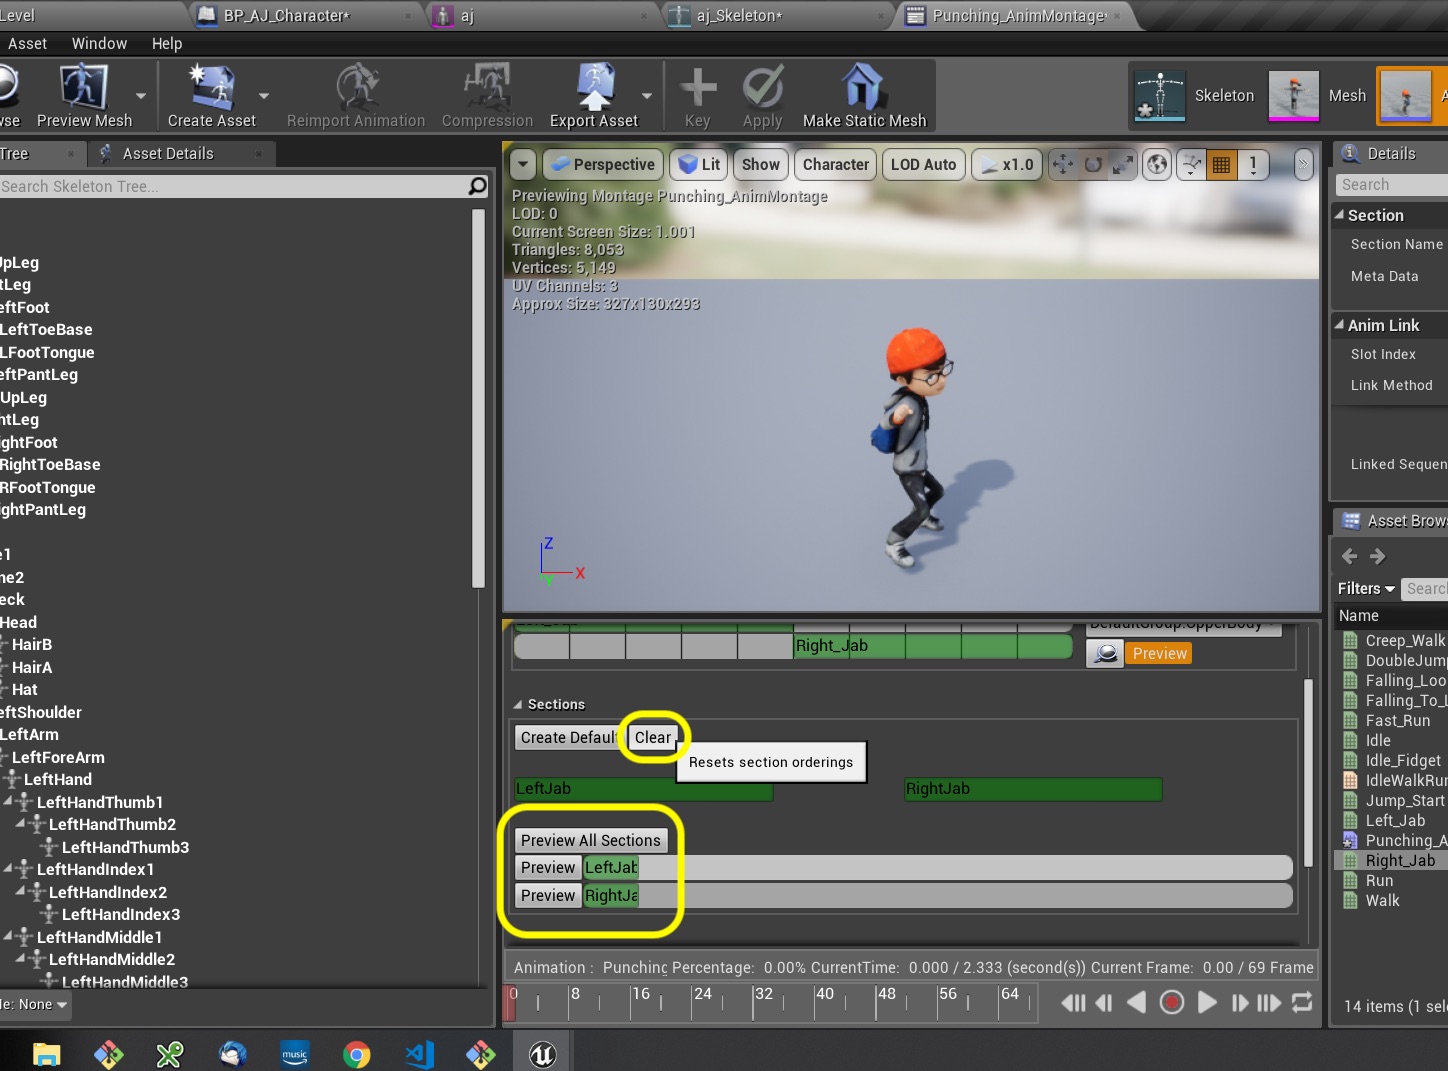 Level
BP_AJ_Character*
aj
aj_Skeleton*
Punching_AnimMontage*
Asset
Window
Help
wse
Preview Mesh
Create Asset
Reimport Animation
Compression
Export Asset
Key
Apply
Make Static Mesh
Skeleton
Mesh
A
Tree
Asset Details
Search Skeleton Tree...
UpLeg
tLeg
eftFoot
LeftToeBase
LFootTongue
eftPantLeg
UpLeg
htLeg
ightFoot
RightToeBase
RFootTongue
ightPantLeg
e1
ne2
eck
Head
HairB
HairA
Hat
eftShoulder
LeftArm
LeftForeArm
LeftHand
LeftHandThumb1
LeftHandThumb2
LeftHandThumb3
LeftHandIndex1
LeftHandIndex2
LeftHandIndex3
LeftHandMiddle1
LeftHandMiddle2
LeftHandMiddle3
le: None
Perspective
Lit
Show
Character
LOD Auto
x1.0
1
Previewing Montage Punching_AnimMontage
LOD: 0
Current Screen Size: 1.001
Triangles: 8,053
Vertices: 5,149
UV Channels: 3
Approx Size: 327x130x293
Z
X
Y
Left_Jab
DefaultGroup.UpperBody
Right_Jab
Preview
Sections
Create Defaul
Clear
Resets section orderings
LeftJab
RightJab
Preview All Sections
Preview
LeftJab
Preview
RightJa
Animation : Punching Percentage: 0.00% CurrentTime: 0.000 / 2.333 (second(s)) Current Frame: 0.00 / 69 Frame
0 8 16 24 32 40 48 56 64
Details
Search
Section
Section Name
Meta Data
Anim Link
Slot Index
Link Method
Linked Sequen
Asset Brow
Filters
Searc
Name
Creep_Walk
DoubleJump
Falling_Loo
Falling_To_L
Fast_Run
Idle
Idle_Fidget
IdleWalkRun
Jump_Start
Left_Jab
Punching_A
Right_Jab
Run
Walk
14 items (1 sele
music